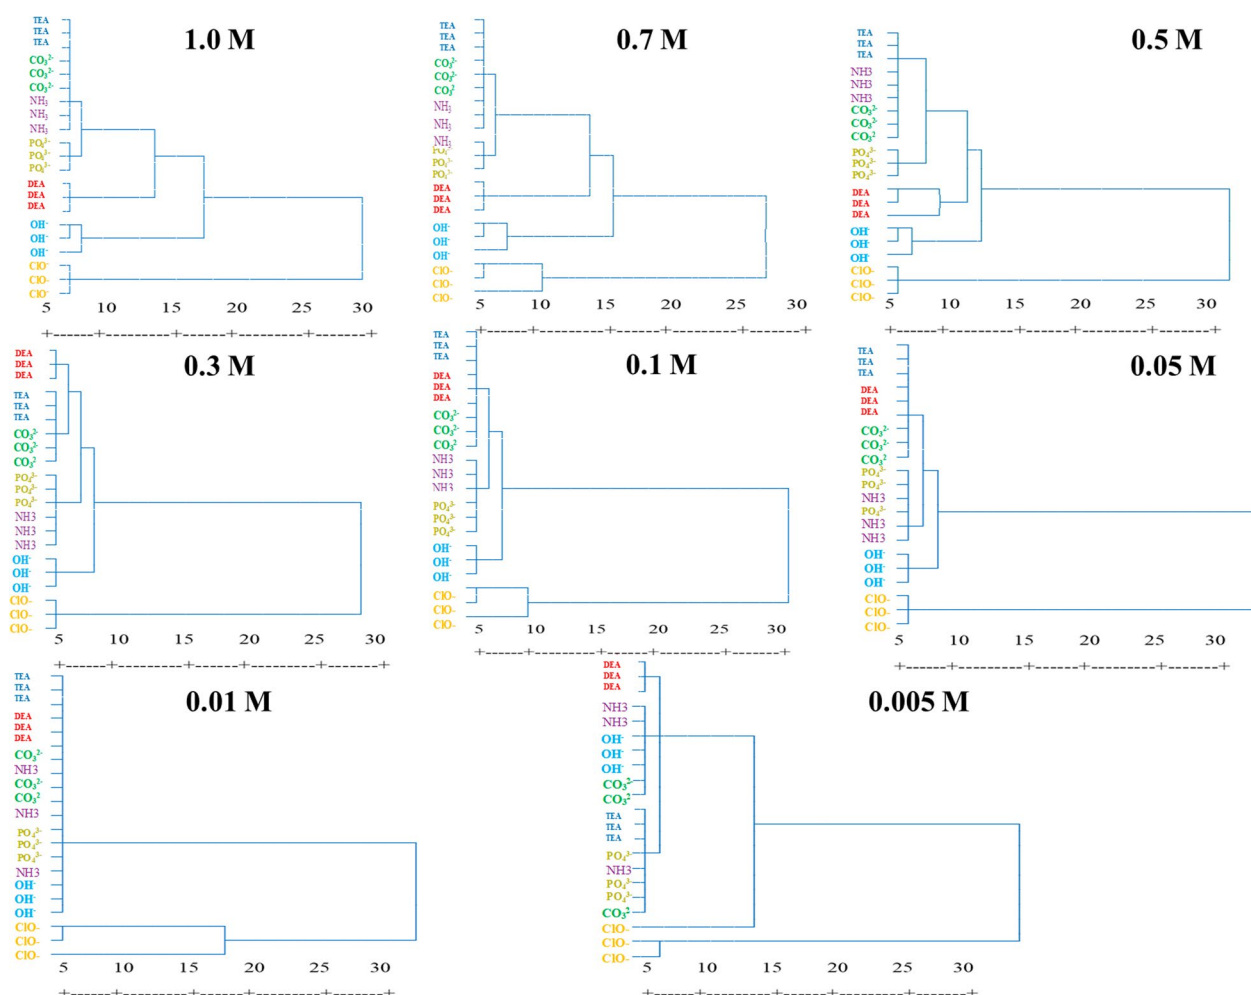 1.0 M
TEA
TEA
TEA
CO₃²⁻
CO₃²⁻
CO₃²⁻
NH₃
NH₃
NH₃
PO₄³⁻
PO₄³⁻
PO₄³⁻
DEA
DEA
DEA
OH⁻
OH⁻
OH⁻
ClO⁻
ClO⁻
ClO⁻
5 10 15 20 25 30
0.7 M
TEA
TEA
TEA
CO₃²⁻
CO₃²⁻
CO₃²
NH₃
NH₃
NH₃
PO₄³⁻
PO₄³⁻
PO₄³⁻
DEA
DEA
DEA
OH⁻
OH⁻
OH⁻
ClO-
ClO-
ClO-
5 10 15 20 25 30
0.5 M
TEA
TEA
TEA
NH3
NH3
NH3
CO₃²⁻
CO₃²⁻
CO₃²
PO₄³⁻
PO₄³⁻
PO₄³⁻
DEA
DEA
DEA
OH⁻
OH⁻
OH⁻
ClO-
ClO-
ClO-
5 10 15 20 25 30
0.3 M
DEA
DEA
DEA
TEA
TEA
TEA
CO₃²⁻
CO₃²⁻
CO₃²
PO₄³⁻
PO₄³⁻
PO₄³⁻
NH3
NH3
NH3
OH⁻
OH⁻
OH⁻
ClO-
ClO-
ClO-
5 10 15 20 25 30
0.1 M
TEA
TEA
TEA
DEA
DEA
DEA
CO₃²⁻
CO₃²⁻
CO₃²
NH3
NH3
NH3
PO₄³⁻
PO₄³⁻
PO₄³⁻
OH⁻
OH⁻
OH⁻
ClO-
ClO-
ClO-
5 10 15 20 25 30
0.05 M
TEA
TEA
TEA
DEA
DEA
DEA
CO₃²⁻
CO₃²⁻
CO₃²
PO₄³⁻
PO₄³⁻
NH3
PO₄³⁻
NH3
NH3
OH⁻
OH⁻
OH⁻
ClO-
ClO-
ClO-
5 10 15 20 25 30
0.01 M
TEA
TEA
TEA
DEA
DEA
DEA
CO₃²⁻
NH3
CO₃²⁻
CO₃²
NH3
PO₄³⁻
PO₄³⁻
PO₄³⁻
NH3
OH⁻
OH⁻
OH⁻
ClO-
ClO-
ClO-
5 10 15 20 25 30
0.005 M
DEA
DEA
DEA
NH3
NH3
OH⁻
OH⁻
OH⁻
CO₃²⁻
CO₃²
TEA
TEA
TEA
PO₄³⁻
NH3
PO₄³⁻
PO₄³⁻
CO₃²
ClO-
ClO-
ClO-
5 10 15 20 25 30